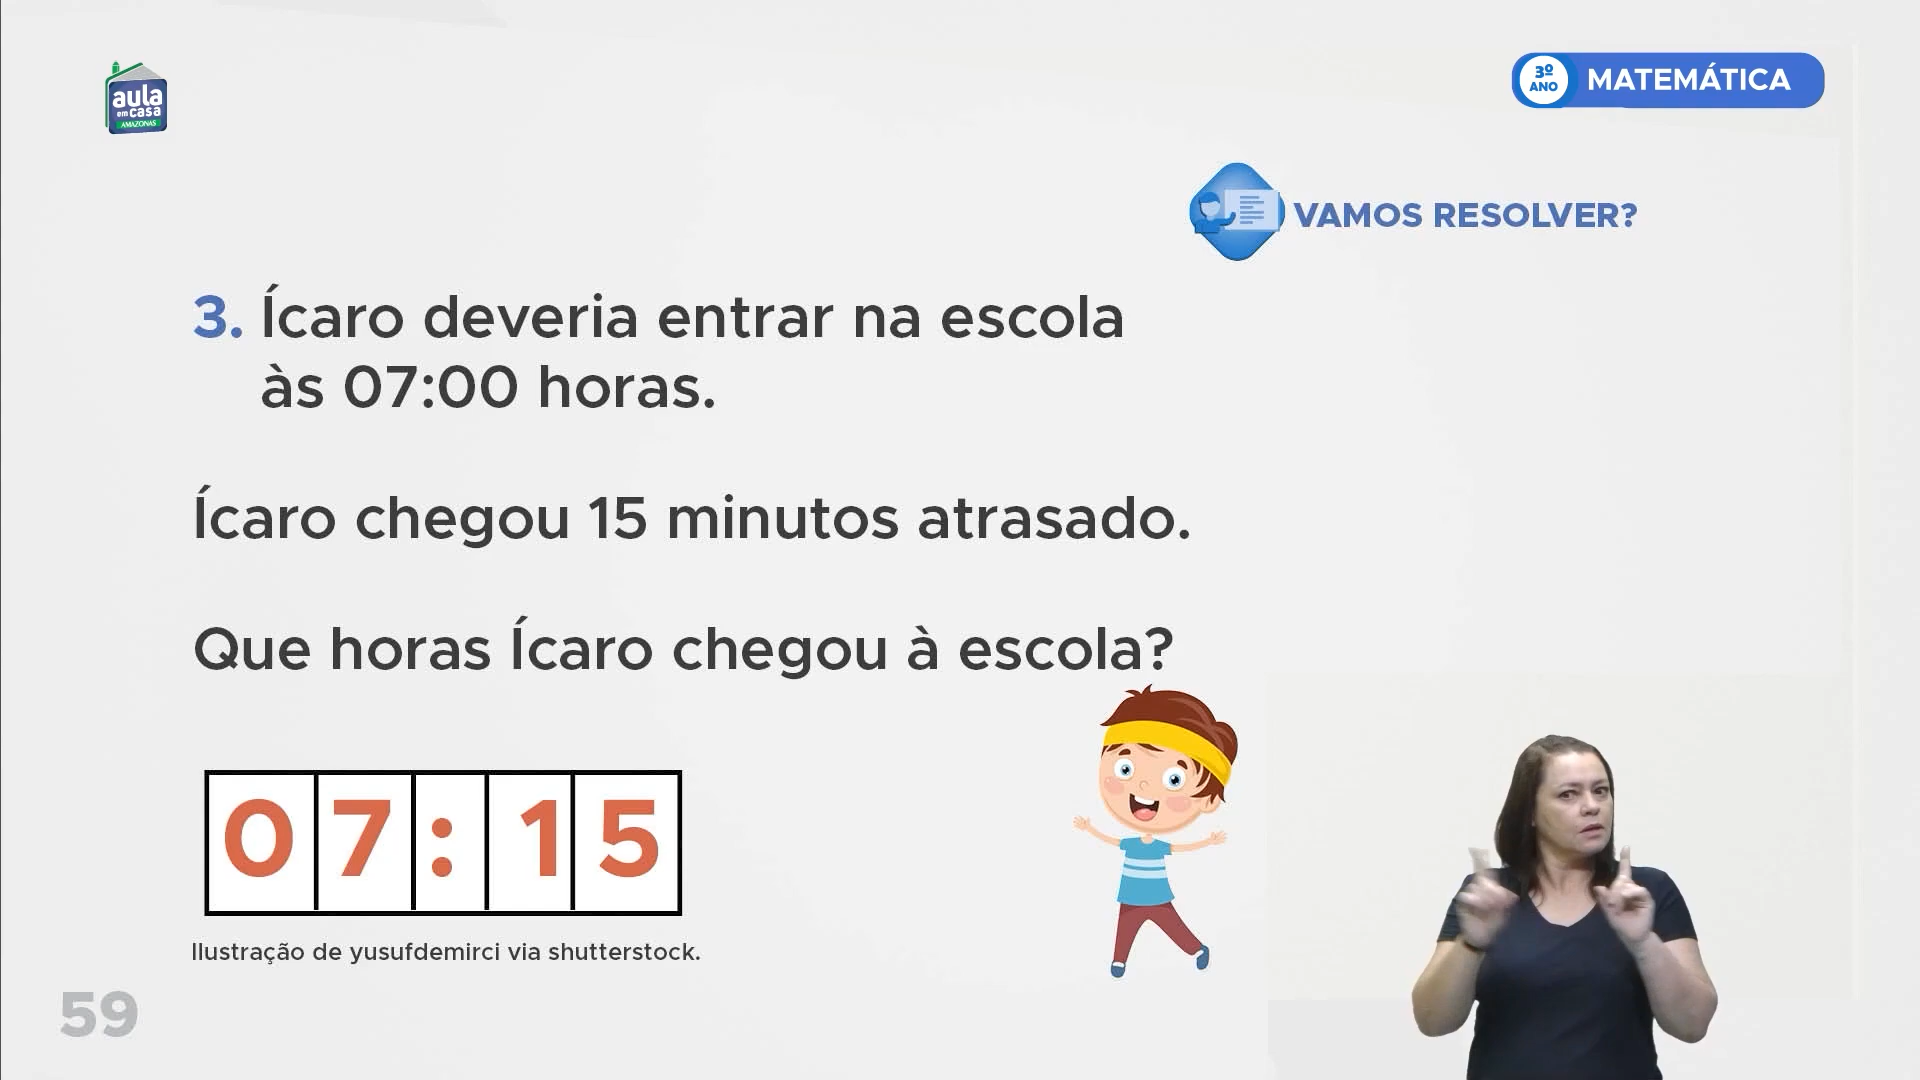 aula
em casa
AMAZONAS
3º
ANO
MATEMÁTICA
VAMOS RESOLVER?
3. Ícaro deveria entrar na escola
às 07:00 horas.
Ícaro chegou 15 minutos atrasado.
Que horas Ícaro chegou à escola?
07:15
Ilustração de yusufdemirci via shutterstock.
59